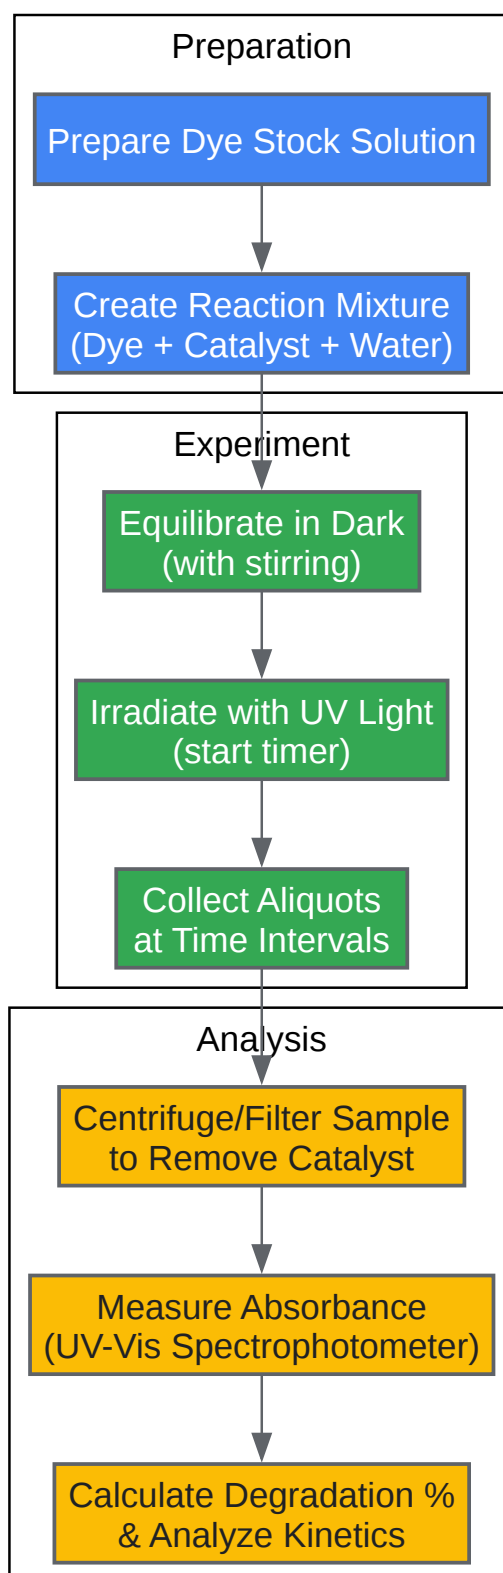 Preparation
Prepare Dye Stock Solution
Create Reaction Mixture
(Dye + Catalyst + Water)
Experiment
Equilibrate in Dark
(with stirring)
Irradiate with UV Light
(start timer)
Collect Aliquots
at Time Intervals
Analysis
Centrifuge/Filter Sample
to Remove Catalyst
Measure Absorbance
(UV-Vis Spectrophotometer)
Calculate Degradation %
& Analyze Kinetics